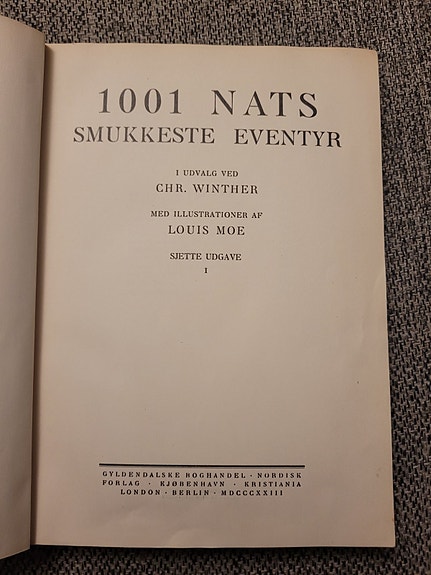 1001 NATS
SMUKKESTE EVENTYR
I UDVALG VED
CHR. WINTHER
MED ILLUSTRATIONER AF
LOUIS MOE
SJETTE UDGAVE
I
GYLDENDALSKE BOGHANDEL · NORDISK
FORLAG · KJØBENHAVN · KRISTIANIA
LONDON · BERLIN · MDCCCXXIII